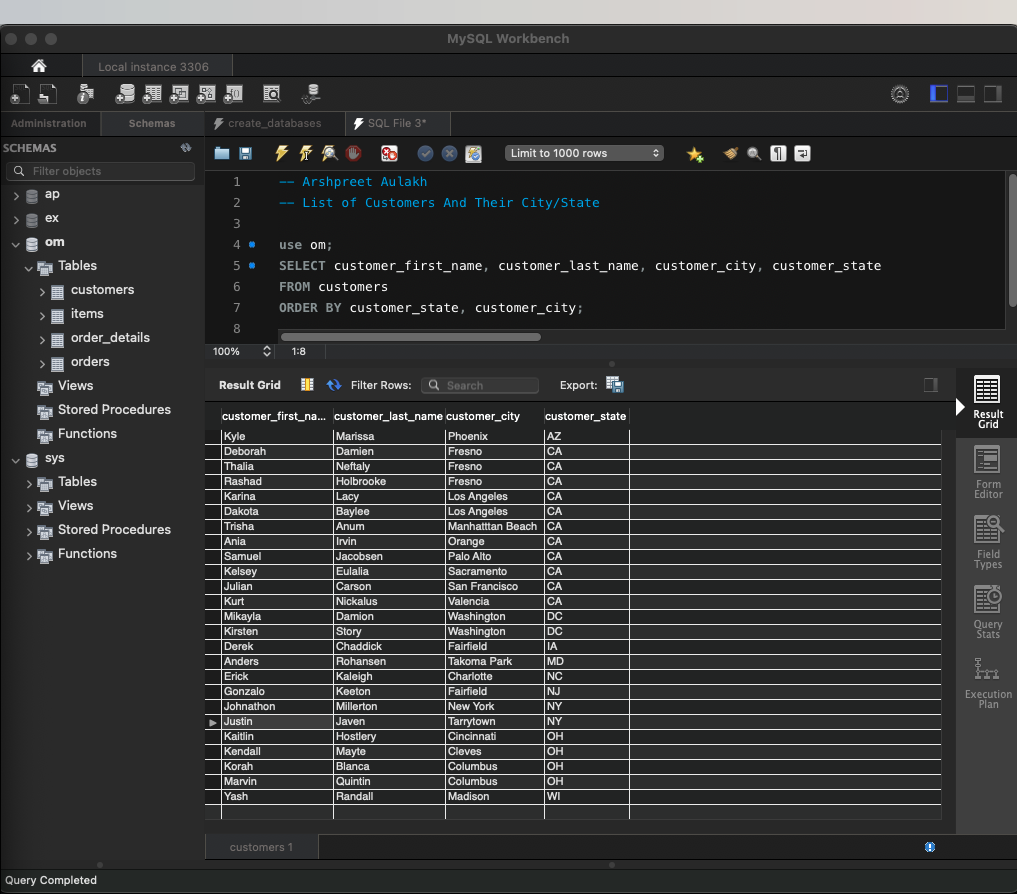 MySQL Workbench
Local instance 3306
Administration
Schemas
create_databases
SQL File 3*
SCHEMAS
Filter objects
ap
ex
om
Tables
customers
items
order_details
orders
Views
Stored Procedures
Functions
sys
Tables
Views
Stored Procedures
Functions
Limit to 1000 rows
1 -- Arshpreet Aulakh
2 -- List of Customers And Their City/State
3
4 use om;
5 SELECT customer_first_name, customer_last_name, customer_city, customer_state
6 FROM customers
7 ORDER BY customer_state, customer_city;
8
100% 1:8
Result Grid Filter Rows: Search Export:
customer_first_na... customer_last_name customer_city customer_state
Kyle Marissa Phoenix AZ
Deborah Damien Fresno CA
Thalia Neftaly Fresno CA
Rashad Holbrooke Fresno CA
Karina Lacy Los Angeles CA
Dakota Baylee Los Angeles CA
Trisha Anum Manhatttan Beach CA
Ania Irvin Orange CA
Samuel Jacobsen Palo Alto CA
Kelsey Eulalia Sacramento CA
Julian Carson San Francisco CA
Kurt Nickalus Valencia CA
Mikayla Damion Washington DC
Kirsten Story Washington DC
Derek Chaddick Fairfield IA
Anders Rohansen Takoma Park MD
Erick Kaleigh Charlotte NC
Gonzalo Keeton Fairfield NJ
Johnathon Millerton New York NY
Justin Javen Tarrytown NY
Kaitlin Hostlery Cincinnati OH
Kendall Mayte Cleves OH
Korah Blanca Columbus OH
Marvin Quintin Columbus OH
Yash Randall Madison WI
Result
Grid
Form
Editor
Field
Types
Query
Stats
Execution
Plan
customers 1
Query Completed